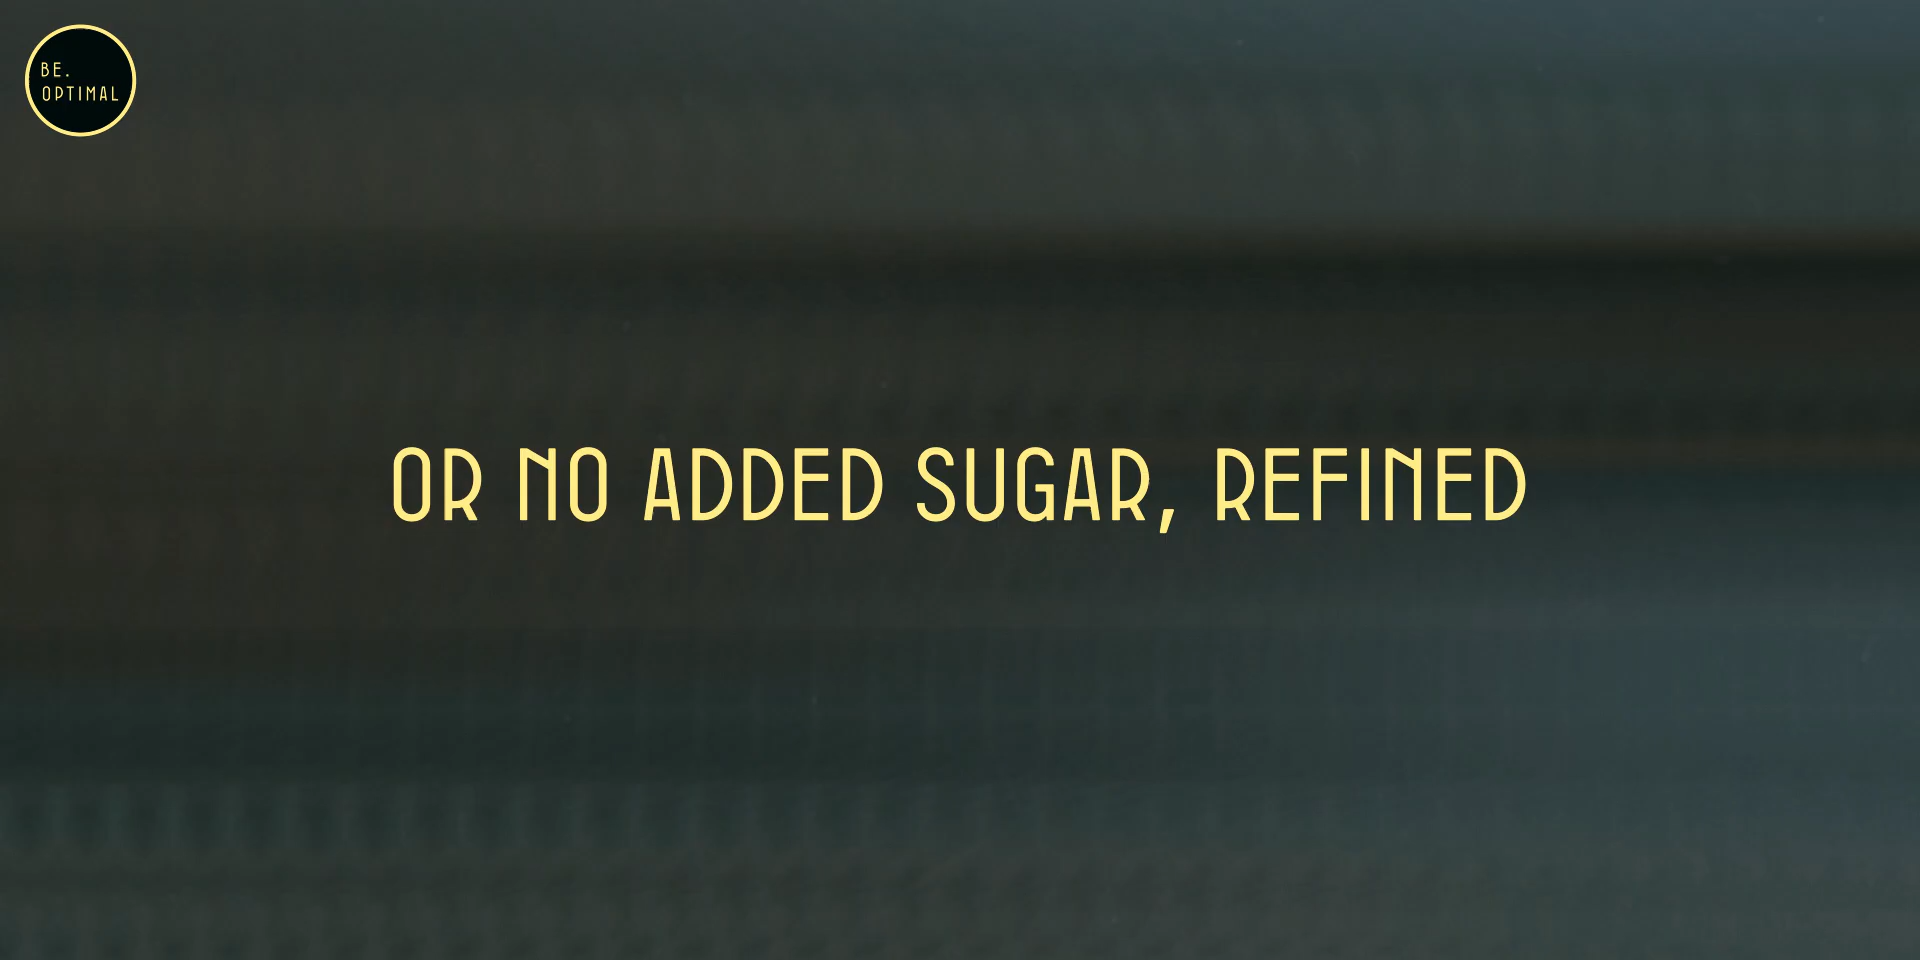 BE.
OPTIMAL
OR NO ADDED SUGAR, REFINED